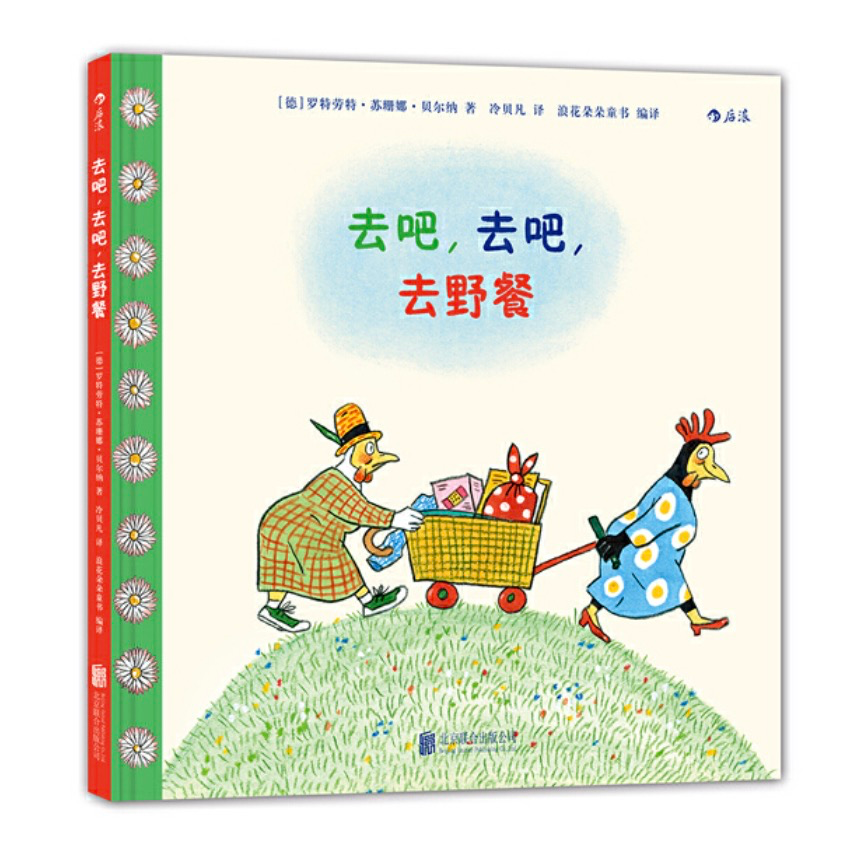 [德]罗特劳特·苏珊娜·贝尔纳 著 冷贝凡 译 浪花朵朵童书 编译
后浪
去吧,去吧,
去野餐
北京联合出版公司
后浪
去吧,去吧,去野餐
[德]罗特劳特·苏珊娜·贝尔纳 著 冷贝凡 译 浪花朵朵童书 编译
北京联合出版公司